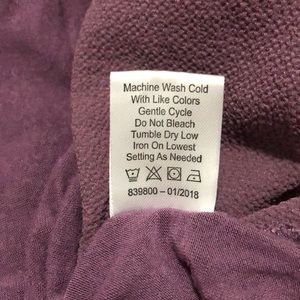 Machine Wash Cold
With Like Colors
Gentle Cycle
Do Not Bleach
Tumble Dry Low
Iron On Lowest
Setting As Needed
839800 – 01/2018